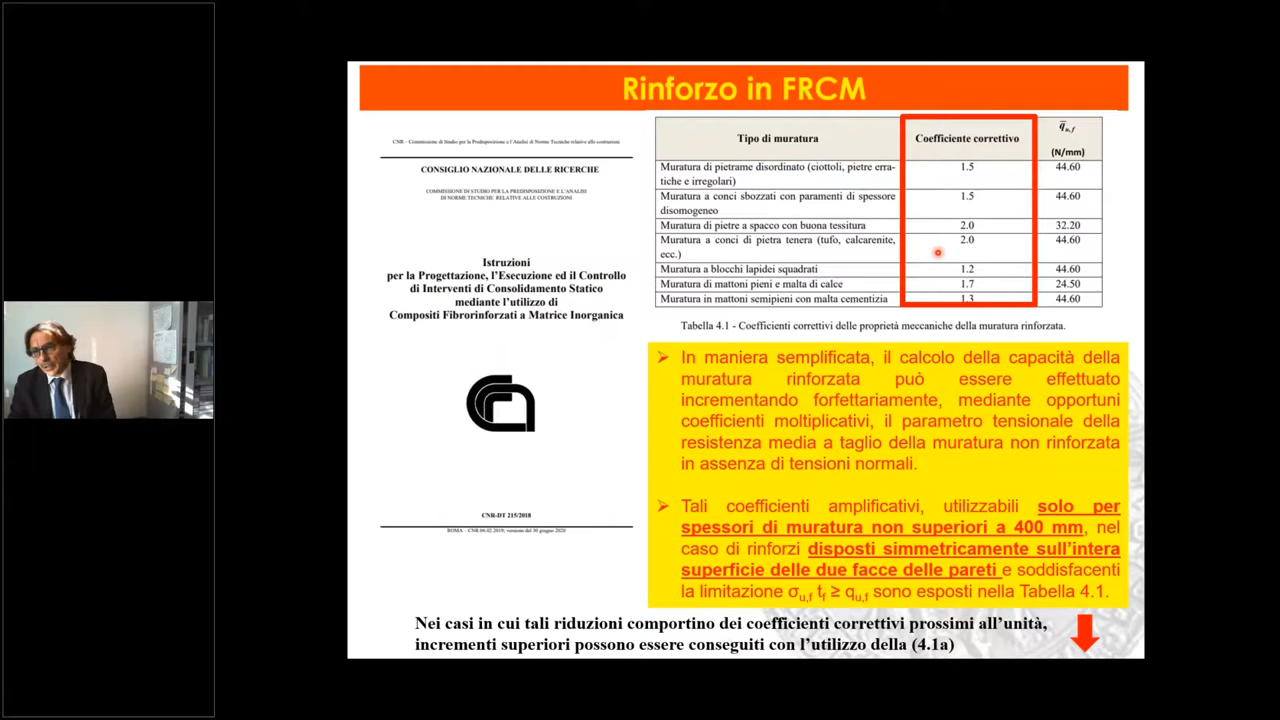 Rinforzo in FRCM
CNR – Commissione di Studio per la Predisposizione e l'Analisi di Norme Tecniche relative alle costruzioni
CONSIGLIO NAZIONALE DELLE RICERCHE
COMMISSIONE DI STUDIO PER LA PREDISPOSIZIONE E L'ANALISI
DI NORME TECNICHE RELATIVE ALLE COSTRUZIONI
Istruzioni
per la Progettazione, l'Esecuzione ed il Controllo
di Interventi di Consolidamento Statico
mediante l'utilizzo di
Compositi Fibrorinforzati a Matrice Inorganica
CNR-DT 215/2018
ROMA – CNR 06.02.2019; versione del 30 giugno 2020
Tipo di muratura Coefficiente correttivo q̅u,f (N/mm)
Muratura di pietrame disordinato (ciottoli, pietre erra- 1.5 44.60
tiche e irregolari)
Muratura a conci sbozzati con paramenti di spessore 1.5 44.60
disomogeneo
Muratura di pietre a spacco con buona tessitura 2.0 32.20
Muratura a conci di pietra tenera (tufo, calcarenite, 2.0 44.60
ecc.)
Muratura a blocchi lapidei squadrati 1.2 44.60
Muratura di mattoni pieni e malta di calce 1.7 24.50
Muratura in mattoni semipieni con malta cementizia 1.3 44.60
Tabella 4.1 - Coefficienti correttivi delle proprietà meccaniche della muratura rinforzata.
In maniera semplificata, il calcolo della capacità della
muratura rinforzata può essere effettuato
incrementando forfettariamente, mediante opportuni
coefficienti moltiplicativi, il parametro tensionale della
resistenza media a taglio della muratura non rinforzata
in assenza di tensioni normali.
Tali coefficienti amplificativi, utilizzabili solo per
spessori di muratura non superiori a 400 mm, nel
caso di rinforzi disposti simmetricamente sull'intera
superficie delle due facce delle pareti e soddisfacenti
la limitazione σu,f tf ≥ qu,f sono esposti nella Tabella 4.1.
Nei casi in cui tali riduzioni comportino dei coefficienti correttivi prossimi all'unità,
incrementi superiori possono essere conseguiti con l'utilizzo della (4.1a)